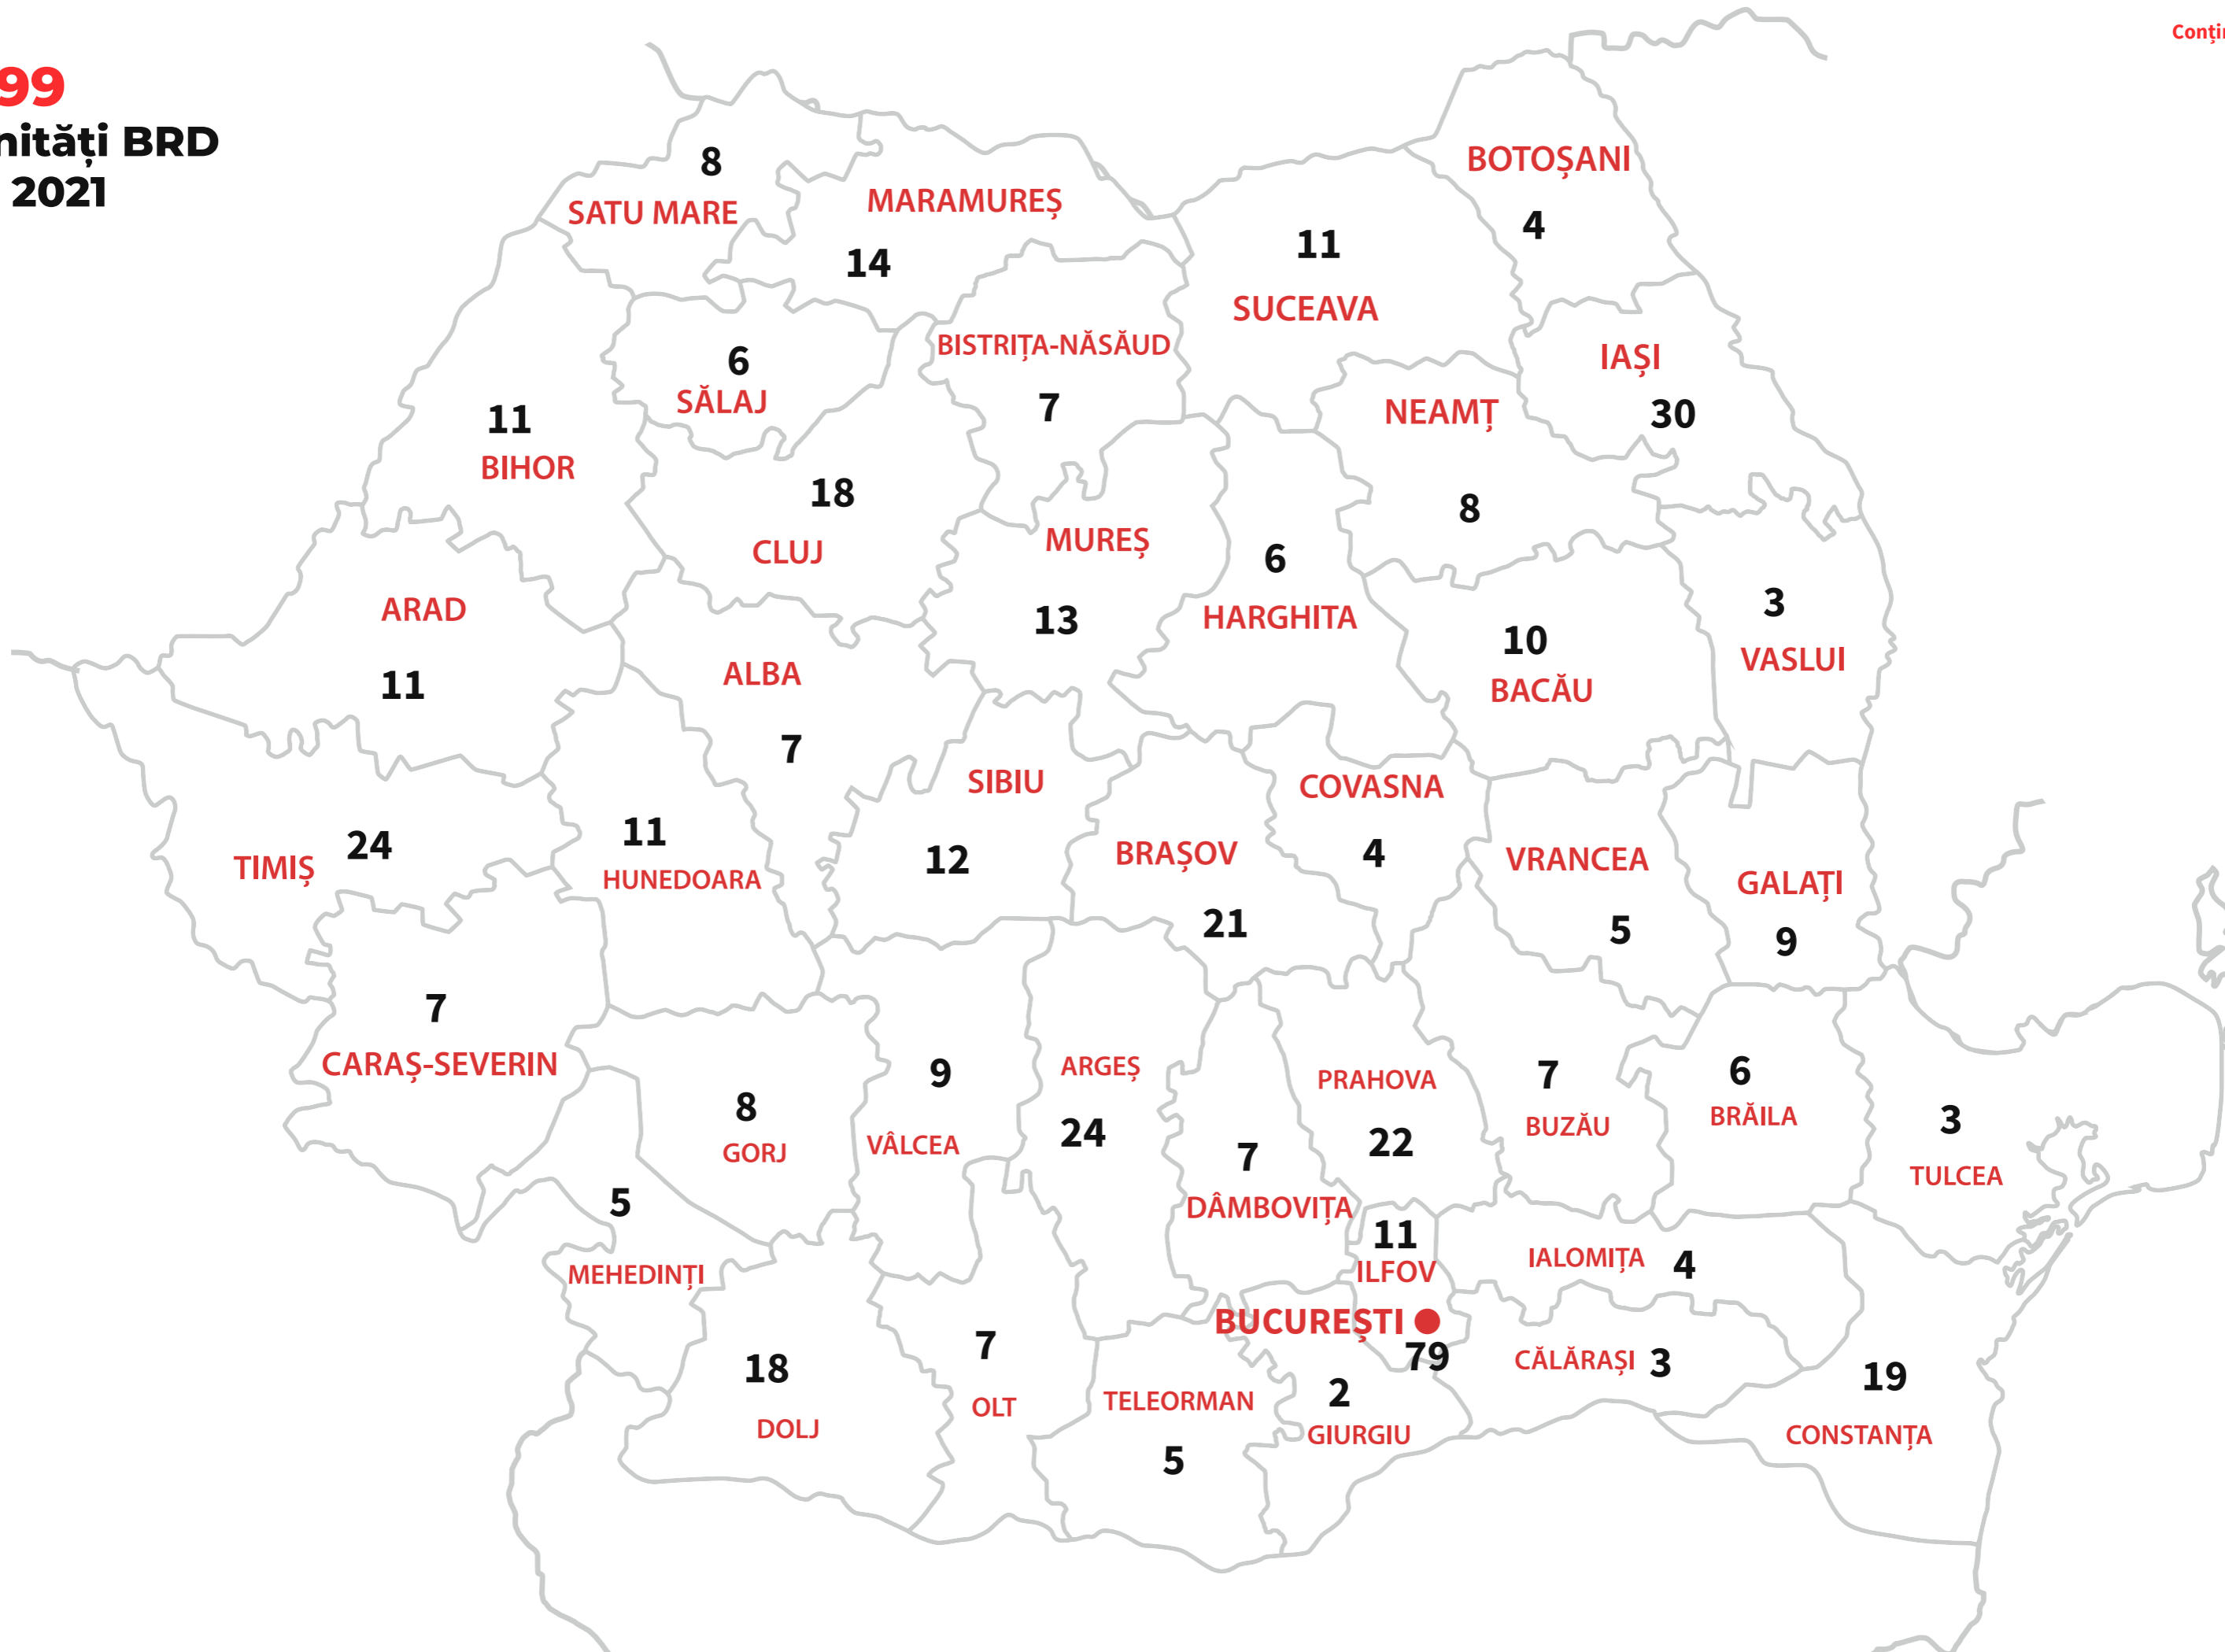 99
BRD
2021
8
SATU MARE
MARAMUREȘ
14
11
SUCEAVA
BOTOȘANI
4
6
SĂLAJ
BISTRIȚA-NĂSĂUD
7
IAȘI
30
NEAMȚ
8
11
BIHOR
18
CLUJ
MUREȘ
13
6
HARGHITA
10
BACĂU
3
VASLUI
ARAD
11
ALBA
7
SIBIU
12
COVASNA
4
BRAȘOV
21
VRANCEA
5
GALAȚI
9
TIMIȘ
24
11
HUNEDOARA
7
CARAȘ-SEVERIN
8
GORJ
9
VÂLCEA
ARGEȘ
24
7
DÂMBOVIȚA
PRAHOVA
22
7
BUZĂU
6
BRĂILA
3
TULCEA
5
MEHEDINȚI
11
ILFOV
IALOMIȚA
4
BUCUREȘTI
79
CĂLĂRAȘI
3
19
CONSTANȚA
18
DOLJ
7
OLT
TELEORMAN
5
2
GIURGIU